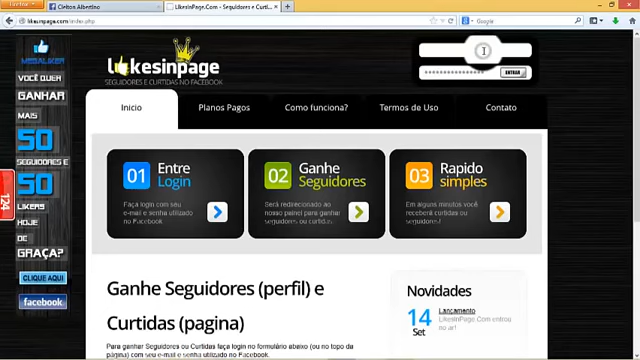 Firefox
Cleiton Albertino
LikesInPage.Com - Seguidores e Curti...
likesinpage.com/index.php
Google
MEGALIKER
VOCÊ QUER
GANHAR
MAIS
50
SEGUIDORES E
50
LIKERS
HOJE
DE
GRAÇA?
CLIQUE AQUI
facebook
124
likesinpage
SEGUIDORES E CURTIDAS NO FACEBOOK
ENTRAR
Inicio
Planos Pagos
Como funciona?
Termos de Uso
Contato
01 Entre
Login
Faça login com seu
e-mail e senha utilizado
no Facebook
02 Ganhe
Seguidores
Será redirecionado ao
nosso painel para ganhar
curtidas ou seguidores.
03 Rapido
simples
Em alguns minutos você
receberá curtidas ou
seguidores!
Ganhe Seguidores (perfil) e
Curtidas (pagina)
Para ganhar Seguidores ou Curtidas faça login no formulário abaixo (ou no topo da
página) com seu e-mail e senha utilizado no Facebook.
Novidades
14
Set
Lançamento
LikesInPage.Com entrou
no ar!